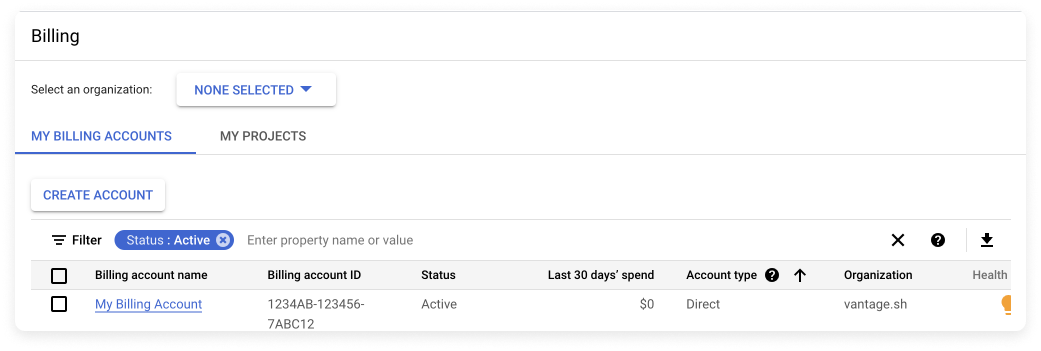 Billing
Select an organization: NONE SELECTED
MY BILLING ACCOUNTS MY PROJECTS
CREATE ACCOUNT
Filter Status : Active Enter property name or value
Billing account name Billing account ID Status Last 30 days’ spend Account type Organization Health
My Billing Account 1234AB-123456- Active $0 Direct vantage.sh
7ABC12